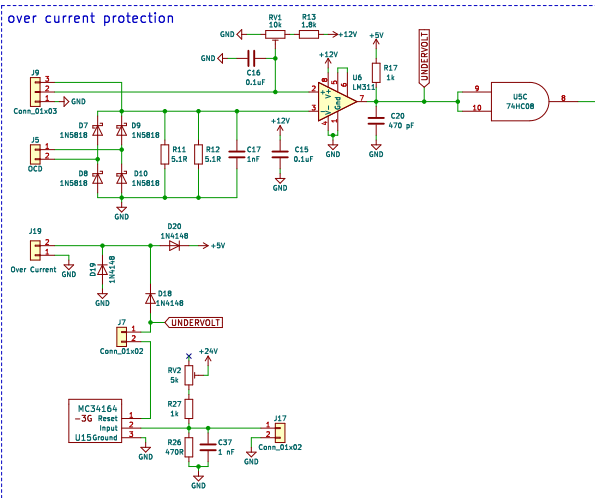 over current protection
RV1
10k
R13
1.8k
+12V
GND
GND
C16
0.1uF
+12V
U6
LM311
+5V
R17
1k
UNDERVOLT
J9
3
2
1
GND
Conn_01x03
2
3
8
5
6
7
4
1
V+
V-
Gnd
9
10
U5C
74HC08
8
D7
1N5818
D9
1N5818
J5
1
2
OCD
D8
1N5818
D10
1N5818
GND
R11
5.1R
R12
5.1R
C17
1nF
+12V
C15
0.1uF
GND
GND
C20
470 pF
GND
J19
2
1
Over Current
GND
D19
1N4148
GND
D20
1N4148
+5V
D18
1N4148
UNDERVOLT
J7
1
2
Conn_01x02
+24V
RV2
5k
R27
1k
MC34164
-3G
Reset
Input
Ground
U15
1
2
3
GND
R26
470R
C37
1 nF
GND
J17
1
2
Conn_01x02
GND